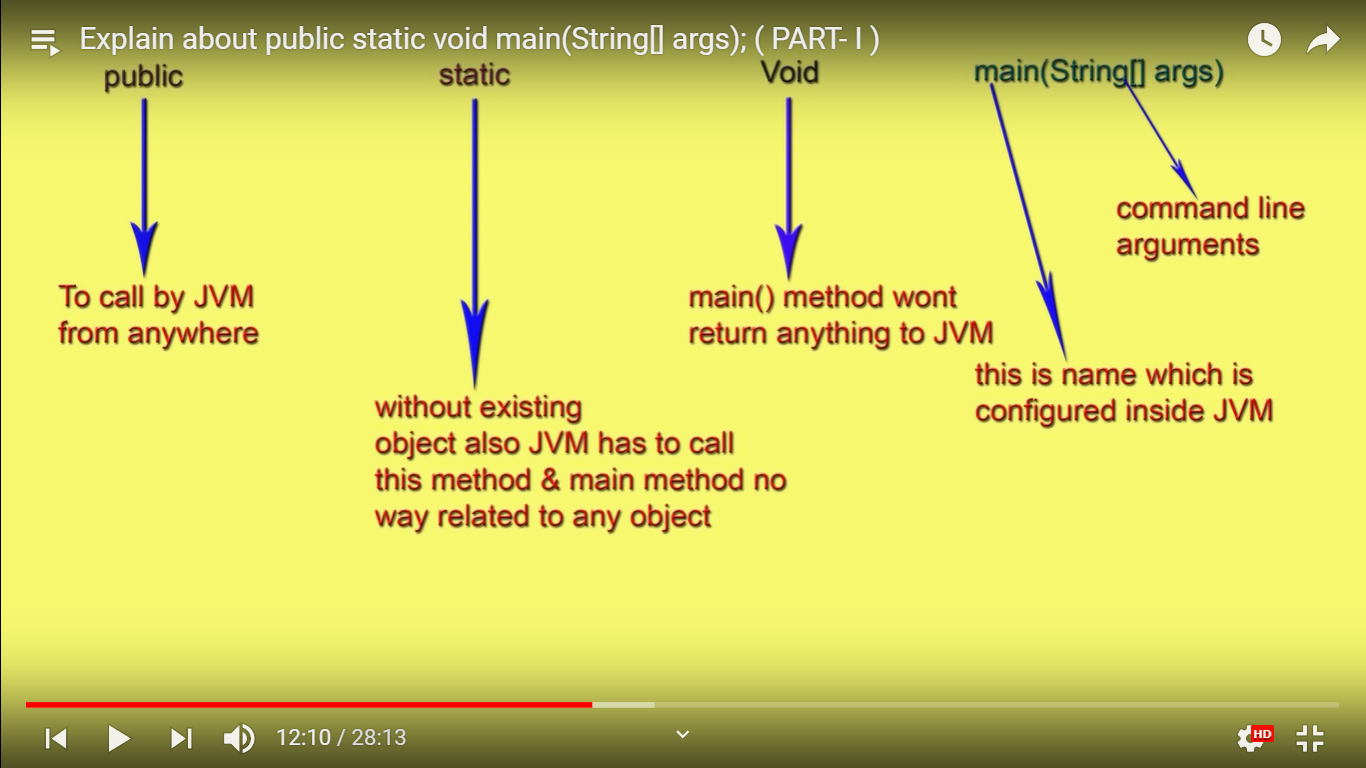 Explain about public static void main(String[] args); ( PART- I )
public static Void main(String[] args)
command line
arguments
To call by JVM
from anywhere
main() method wont
return anything to JVM
this is name which is
configured inside JVM
without existing
object also JVM has to call
this method & main method no
way related to any object
12:10 / 28:13
HD